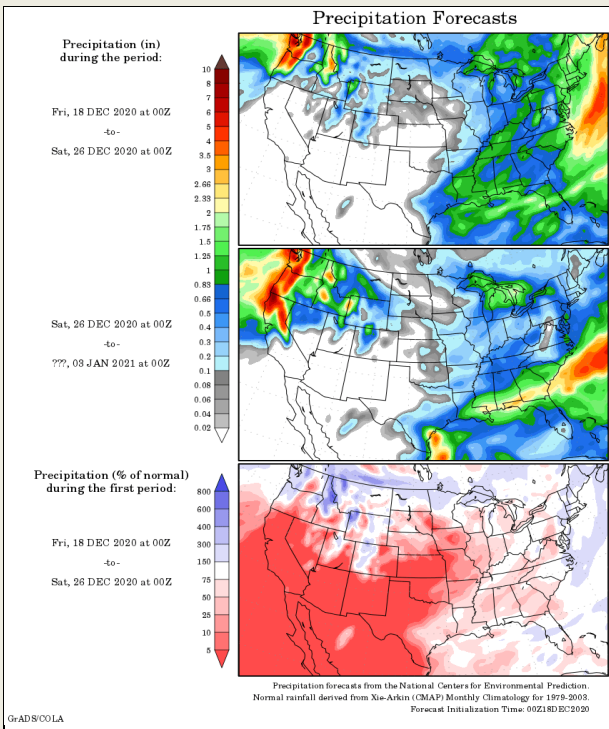 Precipitation Forecasts
Precipitation (in)
during the period:
Fri, 18 DEC 2020 at 00Z
-to-
Sat, 26 DEC 2020 at 00Z
10
8
7
6
5
4
3.5
3
2.66
2.33
2
1.75
1.5
1.25
1
0.83
0.66
0.5
0.4
0.3
0.2
0.1
0.08
0.06
0.04
0.02
Sat, 26 DEC 2020 at 00Z
-to-
???, 03 JAN 2021 at 00Z
Precipitation (% of normal)
during the first period:
Fri, 18 DEC 2020 at 00Z
-to-
Sat, 26 DEC 2020 at 00Z
800
600
400
300
150
75
50
25
10
5
Precipitation forecasts from the National Centers for Environmental Prediction.
Normal rainfall derived from Xie-Arkin (CMAP) Monthly Climatology for 1979-2003.
Forecast Initialization Time: 00Z18DEC2020
GrADS/COLA